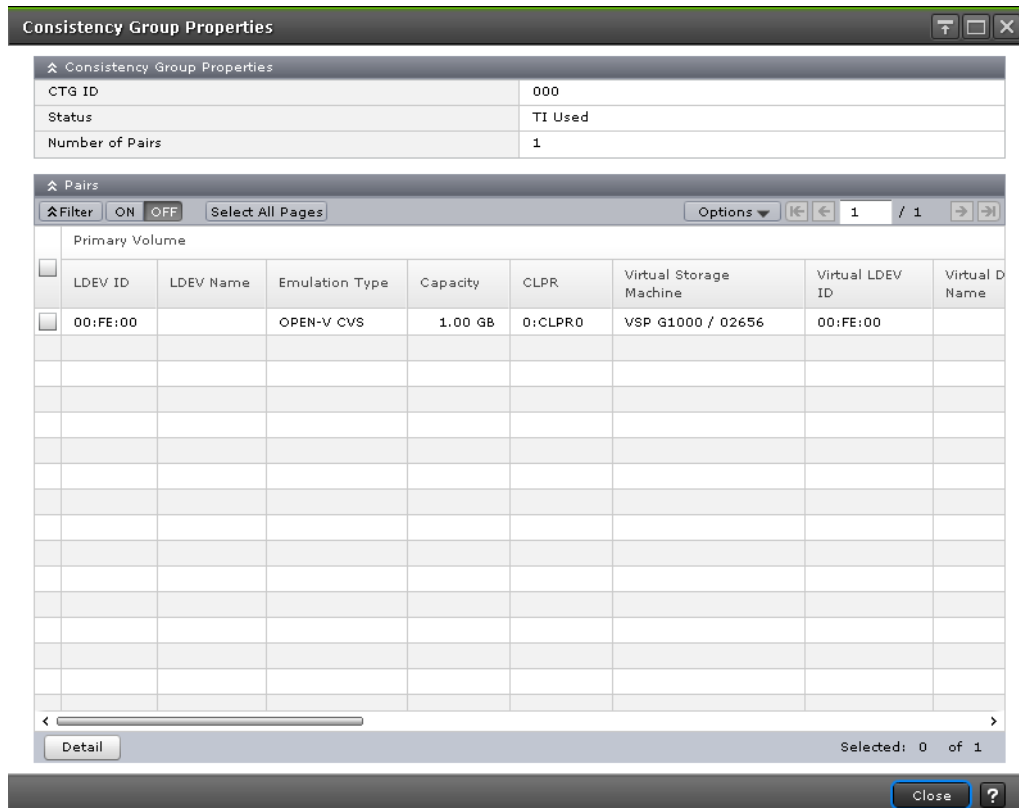 Consistency Group Properties
Consistency Group Properties
CTG ID 000
Status TI Used
Number of Pairs 1
Pairs
Filter ON OFF Select All Pages Options 1 / 1
Primary Volume
LDEV ID LDEV Name Emulation Type Capacity CLPR Virtual Storage Machine Virtual LDEV ID Virtual D Name
00:FE:00 OPEN-V CVS 1.00 GB 0:CLPR0 VSP G1000 / 02656 00:FE:00
Detail Selected: 0 of 1
Close ?